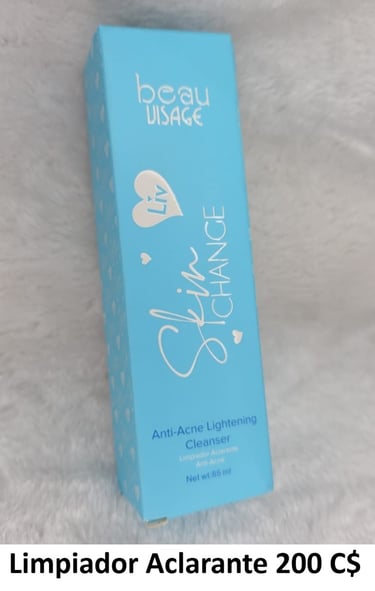 beau
VISAGE
Liv
Skin
CHANGE
Anti-Acne Lightening
Cleanser
Limpiador Aclarante
Anti-Acné
Net wt:65 ml
Limpiador Aclarante 200 C$